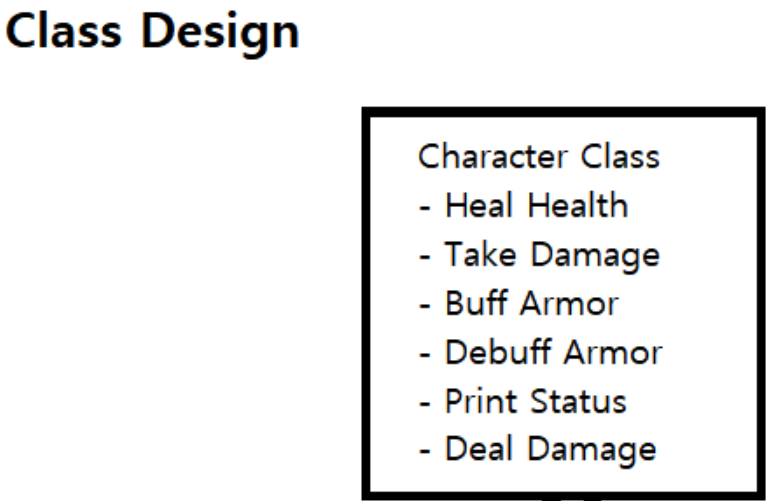 Class Design
Character Class
- Heal Health
- Take Damage
- Buff Armor
- Debuff Armor
- Print Status
- Deal Damage